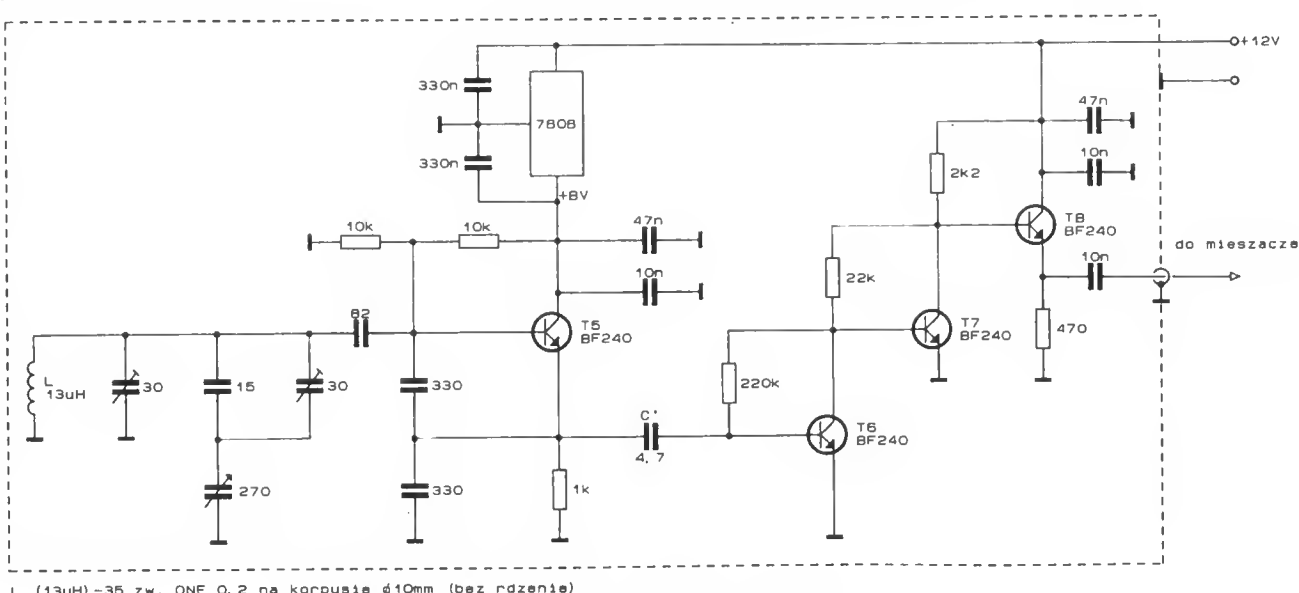 +12V
330n
7808
47n
330n
10n
2k2
+8V
T8
BF240
10k
10k
47n
do mieszacza
10n
10n
22k
82
T5
BF240
T7
BF240
470
L
13uH
30
15
30
330
220k
C'
4,7
T6
BF240
270
330
1k
L (13uH)-35 zw. DNE 0,2 na korpusie ø10mm (bez rdzenia)